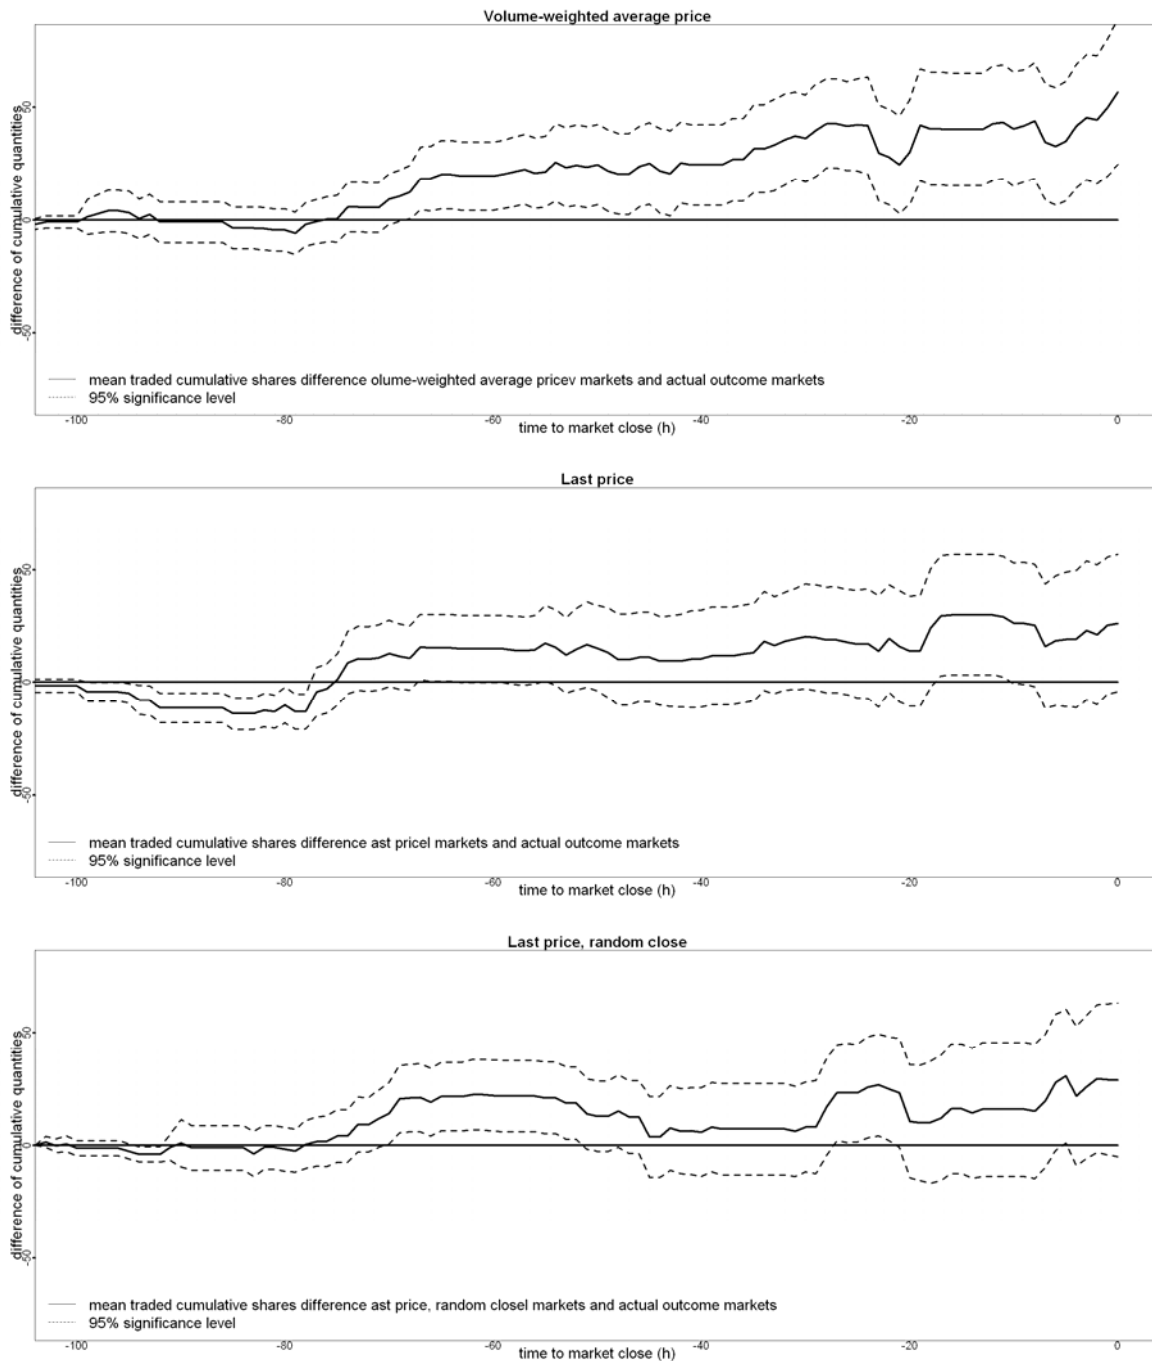 Volume-weighted average price
difference of cumulative quantities
50
0
-50
mean traded cumulative shares difference olume-weighted average pricev markets and actual outcome markets
95% significance level
-100 -80 -60 -40 -20 0
time to market close (h)
Last price
difference of cumulative quantities
50
0
-50
mean traded cumulative shares difference ast pricel markets and actual outcome markets
95% significance level
-100 -80 -60 -40 -20 0
time to market close (h)
Last price, random close
difference of cumulative quantities
50
0
-50
mean traded cumulative shares difference ast price, random closel markets and actual outcome markets
95% significance level
-100 -80 -60 -40 -20 0
time to market close (h)